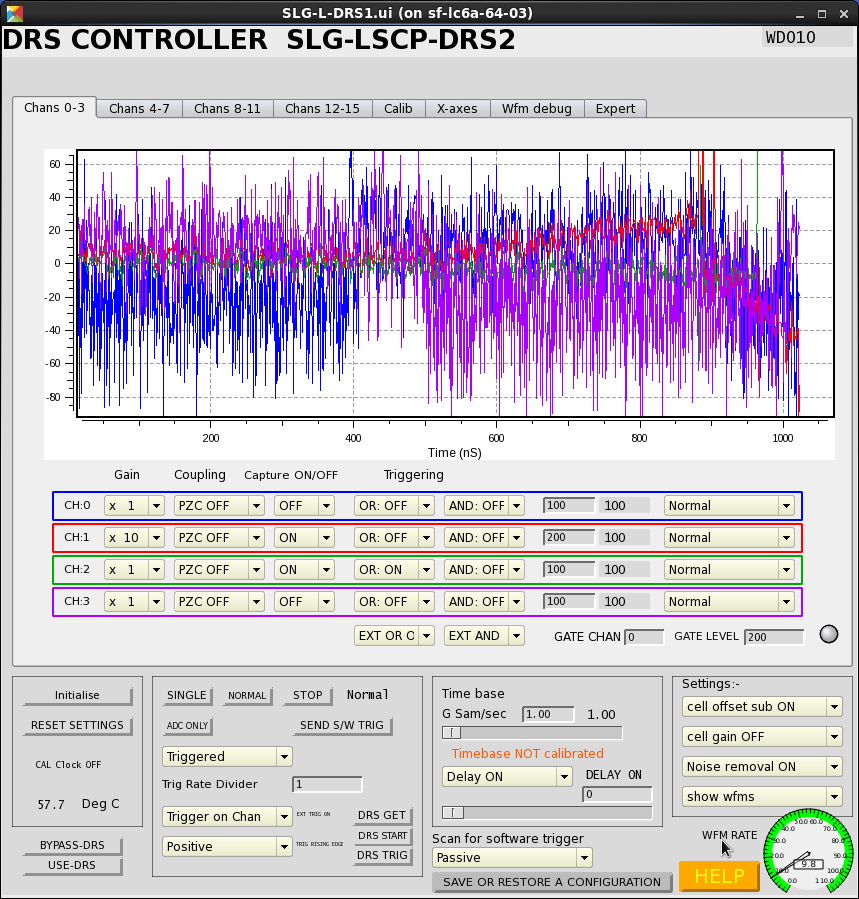 SLG-L-DRS1.ui (on sf-lc6a-64-03)
DRS CONTROLLER SLG-LSCP-DRS2
WD010
Chans 0-3 Chans 4-7 Chans 8-11 Chans 12-15 Calib X-axes Wfm debug Expert
60
40
20
0
-20
-40
-60
-80
200 400 600 800 1000
Time (nS)
Gain Coupling Capture ON/OFF Triggering
CH:0 x 1 PZC OFF OFF OR: OFF AND: OFF 100 100 Normal
CH:1 x 10 PZC OFF ON OR: OFF AND: OFF 200 100 Normal
CH:2 x 1 PZC OFF ON OR: ON AND: OFF 100 100 Normal
CH:3 x 1 PZC OFF OFF OR: OFF AND: OFF 100 100 Normal
EXT OR O EXT AND GATE CHAN 0 GATE LEVEL 200
Initialise
RESET SETTINGS
CAL Clock OFF
57.7 Deg C
BYPASS-DRS
USE-DRS
SINGLE NORMAL STOP Normal
ADC ONLY SEND S/W TRIG
Triggered
Trig Rate Divider 1
Trigger on Chan EXT TRIG ON DRS GET
DRS START
Positive TRIG RISING EDGE
DRS TRIG
Time base
G Sam/sec 1.00 1.00
Timebase NOT calibrated
Delay ON DELAY ON
0
Scan for software trigger
Passive
SAVE OR RESTORE A CONFIGURATION
Settings:-
cell offset sub ON
cell gain OFF
Noise removal ON
show wfms
WFM RATE
HELP
0.0 10.0 20.0 30.0 40.0 50.0 60.0 70.0 80.0 90.0 100.0 110.0
9.8